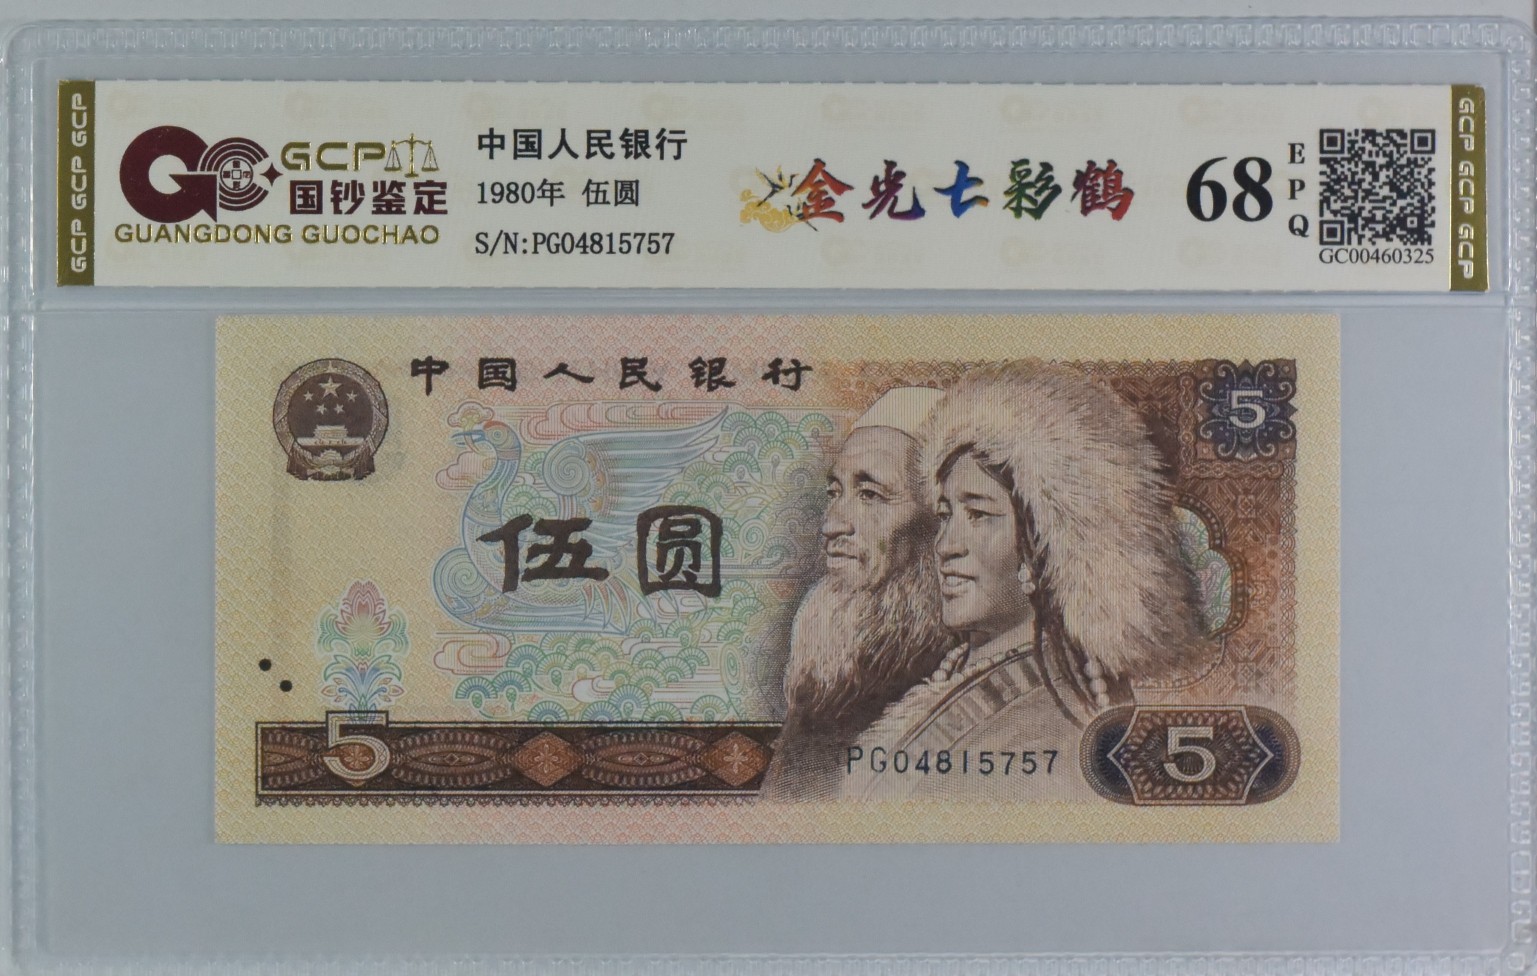 GCP GCP GCP
GCP
国钞鉴定
GUANGDONG GUOCHAO
中国人民银行
1980年 伍圆
S/N:PG04815757
金光七彩鹤
68
EPQ
GC00460325
GCP GCP GCP
中国人民银行
5
伍圆
5
PG04815757
5